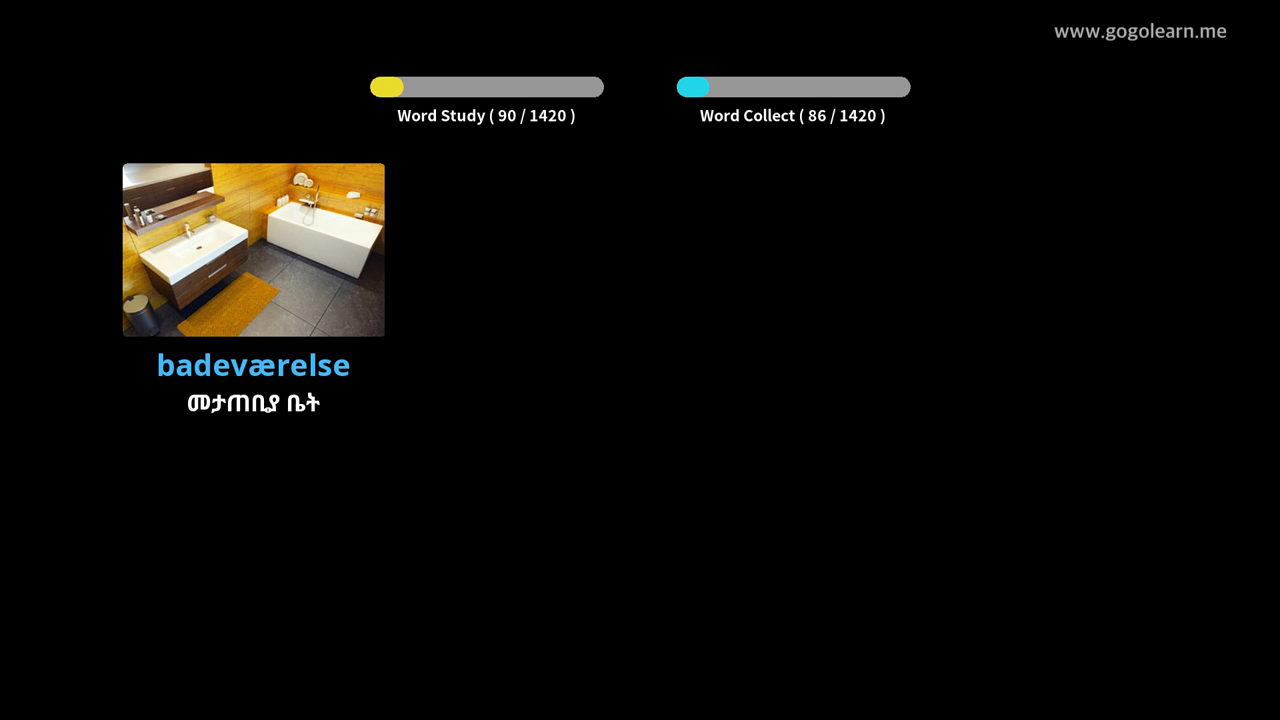 www.gogolearn.me
Word Study ( 90 / 1420 )
Word Collect ( 86 / 1420 )
badeværelse
መታጠቢያ ቤት